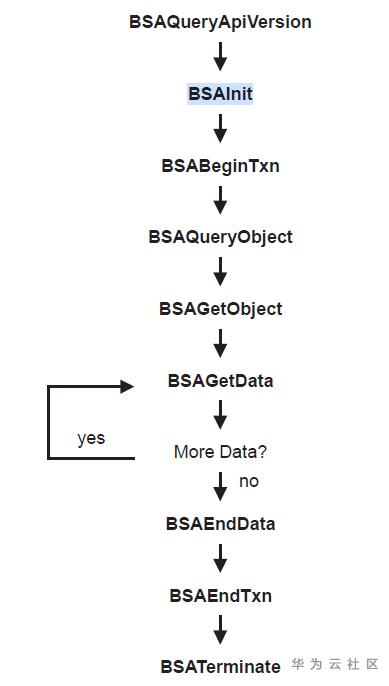 BSAQueryApiVersion
BSAInit
BSABeginTxn
BSAQueryObject
BSAGetObject
BSAGetData
yes
More Data?
no
BSAEndData
BSAEndTxn
BSATerminate
华为云社区